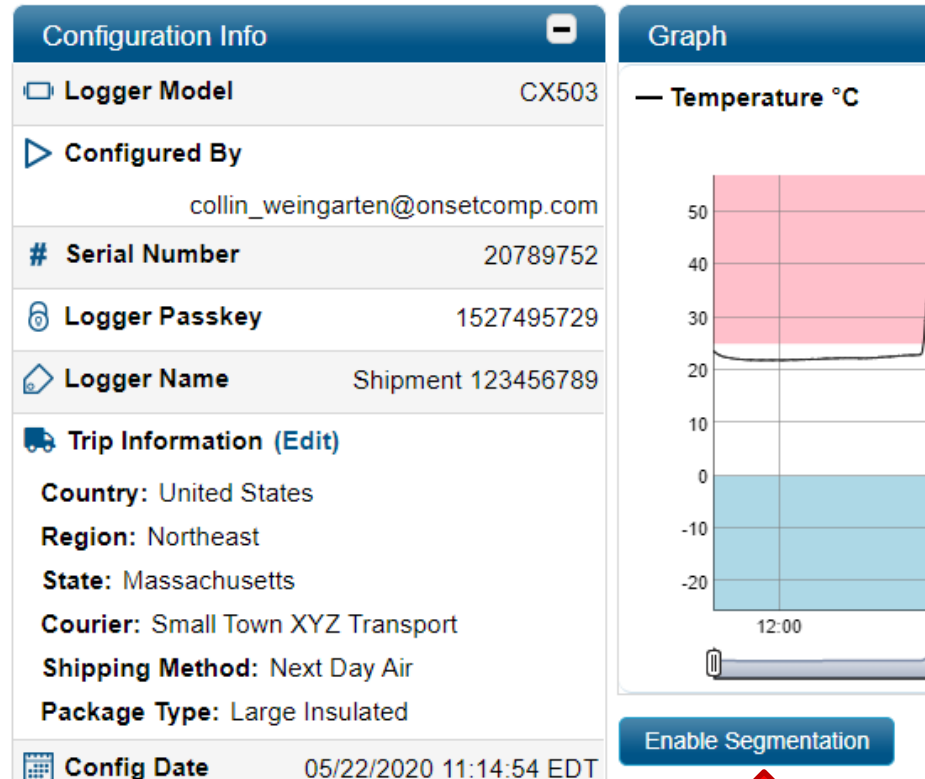 Configuration Info
Logger Model CX503
Configured By
collin_weingarten@onsetcomp.com
# Serial Number 20789752
Logger Passkey 1527495729
Logger Name Shipment 123456789
Trip Information (Edit)
Country: United States
Region: Northeast
State: Massachusetts
Courier: Small Town XYZ Transport
Shipping Method: Next Day Air
Package Type: Large Insulated
Config Date 05/22/2020 11:14:54 EDT
Graph
Temperature °C
50
40
30
20
10
0
-10
-20
12:00
Enable Segmentation